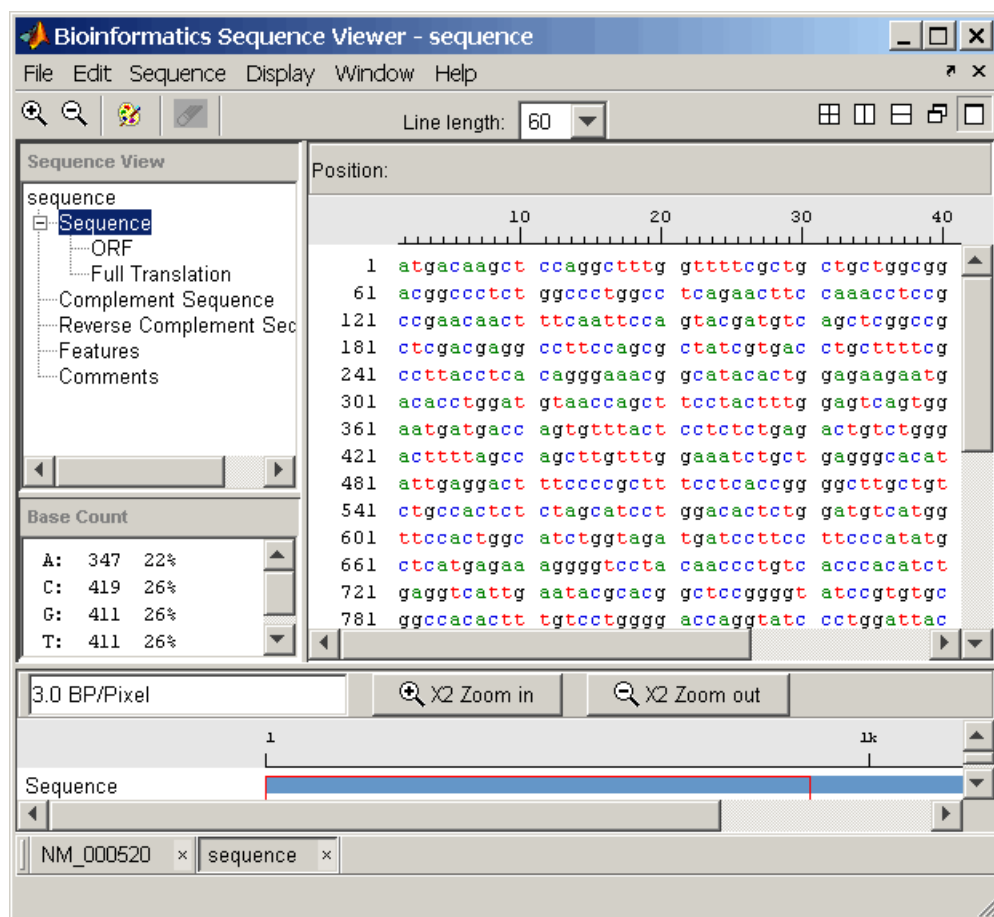 Bioinformatics Sequence Viewer - sequence
File Edit Sequence Display Window Help
Line length: 60
Sequence View
sequence
Sequence
ORF
Full Translation
Complement Sequence
Reverse Complement Sec
Features
Comments
Base Count
A: 347 22%
C: 419 26%
G: 411 26%
T: 411 26%
Position:
10 20 30 40
1 atgacaagct ccaggctttg gttttcgctg ctgctggcgg
61 acggccctct ggccctggcc tcagaacttc caaacctccg
121 ccgaacaact ttcaattcca gtacgatgtc agctcggccg
181 ctcgacgagg ccttccagcg ctatcgtgac ctgcttttcg
241 ccttacctca cagggaaacg gcatacactg gagaagaatg
301 acacctggat gtaaccagct tcctactttg gagtcagtgg
361 aatgatgacc agtgtttact cctctctgag actgtctggg
421 acttttagcc agcttgtttg gaaatctgct gagggcacat
481 attgaggact ttccccgctt tcctcaccgg ggcttgctgt
541 ctgccactct ctagcatcct ggacactctg gatgtcatgg
601 ttccactggc atctggtaga tgatccttcc ttcccatatg
661 ctcatgagaa aggggtccta caaccctgtc acccacatct
721 gaggtcattg aatacgcacg gctccggggt atccgtgtgc
781 ggccacactt tgtcctgggg accaggtatc cctggattac
3.0 BP/Pixel
X2 Zoom in
X2 Zoom out
1 1k
Sequence
NM_000520 × sequence ×